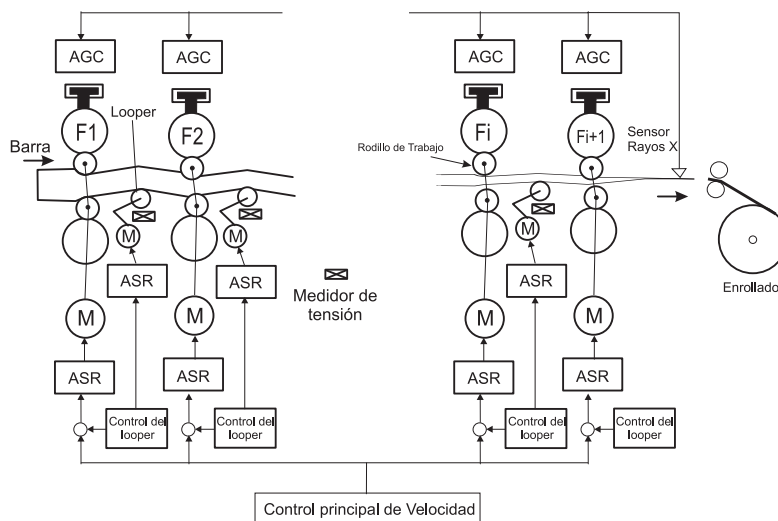 AGC
AGC
AGC
AGC
Looper
F1
F2
Fi
Fi+1
Sensor
Rayos X
Barra
Rodillo de Trabajo
M
M
M
ASR
ASR
ASR
Medidor de
tensión
Enrollado
M
M
M
M
ASR
ASR
ASR
ASR
Control del
looper
Control del
looper
Control del
looper
Control del
looper
Control principal de Velocidad